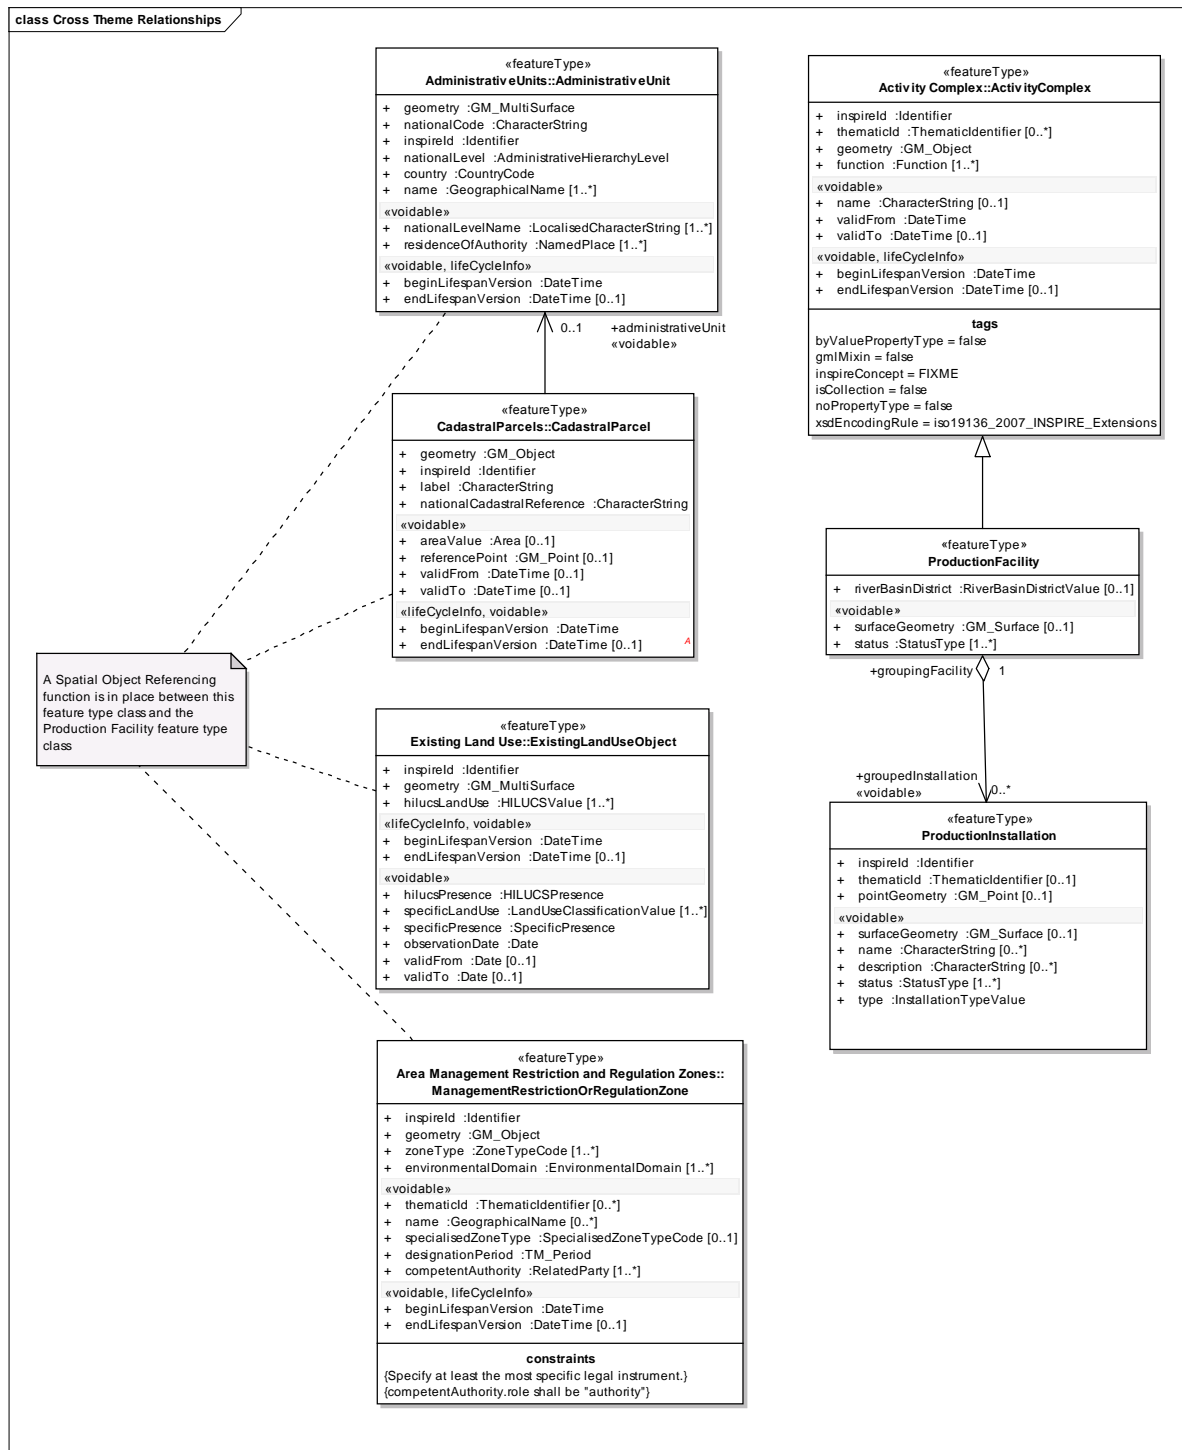 class Cross Theme Relationships
«featureType»
AdministrativeUnits::AdministrativeUnit
+ geometry :GM_MultiSurface
+ nationalCode :CharacterString
+ inspireId :Identifier
+ nationalLevel :AdministrativeHierarchyLevel
+ country :CountryCode
+ name :GeographicalName [1..*]
«voidable»
+ nationalLevelName :LocalisedCharacterString [1..*]
+ residenceOfAuthority :NamedPlace [1..*]
«voidable, lifeCycleInfo»
+ beginLifespanVersion :DateTime
+ endLifespanVersion :DateTime [0..1]
0..1
+administrativeUnit
«voidable»
«featureType»
CadastralParcels::CadastralParcel
+ geometry :GM_Object
+ inspireId :Identifier
+ label :CharacterString
+ nationalCadastralReference :CharacterString
«voidable»
+ areaValue :Area [0..1]
+ referencePoint :GM_Point [0..1]
+ validFrom :DateTime [0..1]
+ validTo :DateTime [0..1]
«lifeCycleInfo, voidable»
+ beginLifespanVersion :DateTime
+ endLifespanVersion :DateTime [0..1]
A
A Spatial Object Referencing
function is in place between this
feature type class and the
Production Facility feature type
class
«featureType»
Existing Land Use::ExistingLandUseObject
+ inspireId :Identifier
+ geometry :GM_MultiSurface
+ hilucsLandUse :HILUCSValue [1..*]
«lifeCycleInfo, voidable»
+ beginLifespanVersion :DateTime
+ endLifespanVersion :DateTime [0..1]
«voidable»
+ hilucsPresence :HILUCSPresence
+ specificLandUse :LandUseClassificationValue [1..*]
+ specificPresence :SpecificPresence
+ observationDate :Date
+ validFrom :Date [0..1]
+ validTo :Date [0..1]
«featureType»
Area Management Restriction and Regulation Zones::
ManagementRestrictionOrRegulationZone
+ inspireId :Identifier
+ geometry :GM_Object
+ zoneType :ZoneTypeCode [1..*]
+ environmentalDomain :EnvironmentalDomain [1..*]
«voidable»
+ thematicId :ThematicIdentifier [0..*]
+ name :GeographicalName [0..*]
+ specialisedZoneType :SpecialisedZoneTypeCode [0..1]
+ designationPeriod :TM_Period
+ competentAuthority :RelatedParty [1..*]
«voidable, lifeCycleInfo»
+ beginLifespanVersion :DateTime
+ endLifespanVersion :DateTime [0..1]
constraints
{Specify at least the most specific legal instrument.}
{competentAuthority.role shall be "authority"}
«featureType»
Activity Complex::ActivityComplex
+ inspireId :Identifier
+ thematicId :ThematicIdentifier [0..*]
+ geometry :GM_Object
+ function :Function [1..*]
«voidable»
+ name :CharacterString [0..1]
+ validFrom :DateTime
+ validTo :DateTime [0..1]
«voidable, lifeCycleInfo»
+ beginLifespanVersion :DateTime
+ endLifespanVersion :DateTime [0..1]
tags
byValuePropertyType = false
gmlMixin = false
inspireConcept = FIXME
isCollection = false
noPropertyType = false
xsdEncodingRule = iso19136_2007_INSPIRE_Extensions
«featureType»
ProductionFacility
+ riverBasinDistrict :RiverBasinDistrictValue [0..1]
«voidable»
+ surfaceGeometry :GM_Surface [0..1]
+ status :StatusType [1..*]
+groupingFacility
1
+groupedInstallation
«voidable»
0..*
«featureType»
ProductionInstallation
+ inspireId :Identifier
+ thematicId :ThematicIdentifier [0..1]
+ pointGeometry :GM_Point [0..1]
«voidable»
+ surfaceGeometry :GM_Surface [0..1]
+ name :CharacterString [0..*]
+ description :CharacterString [0..*]
+ status :StatusType [1..*]
+ type :InstallationTypeValue